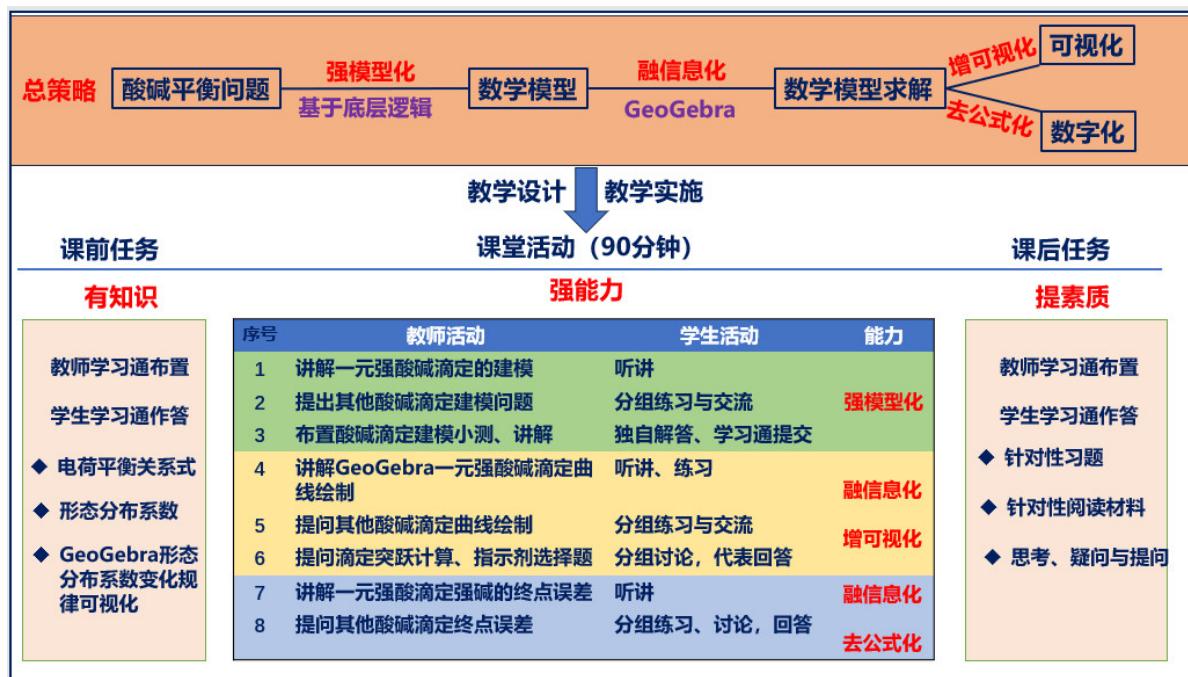 总策略
酸碱平衡问题
强模型化
基于底层逻辑
数学模型
融信息化
GeoGebra
数学模型求解
增可视化
可视化
去公式化
数字化
教学设计
教学实施
课前任务
课堂活动（90分钟）
课后任务
有知识
强能力
提素质
教师学习通布置
学生学习通作答
◆ 电荷平衡关系式
◆ 形态分布系数
◆ GeoGebra形态
分布系数变化规
律可视化
序号 教师活动 学生活动 能力
1 讲解一元强酸碱滴定的建模 听讲
2 提出其他酸碱滴定建模问题 分组练习与交流 强模型化
3 布置酸碱滴定建模小测、讲解 独自解答、学习通提交
4 讲解GeoGebra一元强酸碱滴定曲 听讲、练习
线绘制
融信息化
5 提问其他酸碱滴定曲线绘制 分组练习与交流
增可视化
6 提问滴定突跃计算、指示剂选择题 分组讨论，代表回答
7 讲解一元强酸滴定强碱的终点误差 听讲 融信息化
8 提问其他酸碱滴定终点误差 分组练习、讨论，回答
去公式化
教师学习通布置
学生学习通作答
◆ 针对性习题
◆ 针对性阅读材料
◆ 思考、疑问与提问